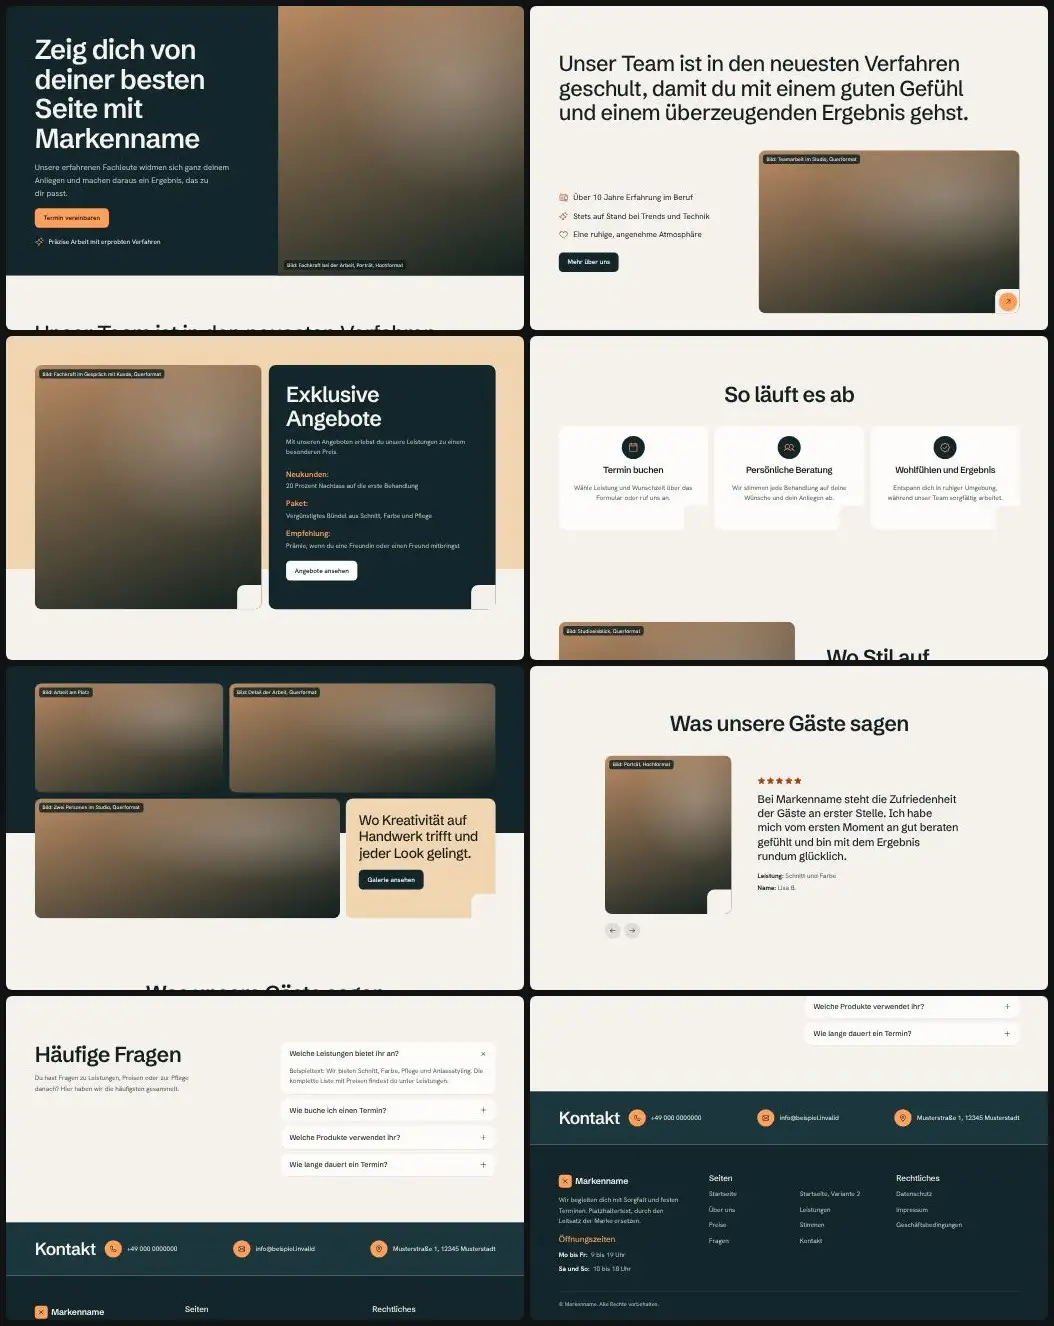 Zeig dich von
deiner besten
Seite mit
Markenname
Unsere erfahrenen Fachleute widmen sich ganz deinem
Anliegen und machen daraus ein Ergebnis, das zu
dir passt.
Termin vereinbaren
Präzise Arbeit mit erprobten Verfahren
Bild: Fachkraft bei der Arbeit, Porträt, Hochformat
Unser Team ist in den neuesten Verfahren
Unser Team ist in den neuesten Verfahren
geschult, damit du mit einem guten Gefühl
und einem überzeugenden Ergebnis gehst.
Bild: Teamarbeit im Studio, Querformat
Über 10 Jahre Erfahrung im Beruf
Stets auf Stand bei Trends und Technik
Eine ruhige, angenehme Atmosphäre
Mehr über uns
Bild: Fachkraft im Gespräch mit Kunde, Querformat
Exklusive
Angebote
Mit unseren Angeboten erlebst du unsere Leistungen zu einem
besonderen Preis.
Neukunden:
20 Prozent Nachlass auf die erste Behandlung
Paket:
Vergünstigtes Bündel aus Schnitt, Farbe und Pflege
Empfehlung:
Prämie, wenn du eine Freundin oder einen Freund mitbringst
Angebote ansehen
So läuft es ab
Termin buchen
Wähle Leistung und Wunschzeit über das
Formular oder ruf uns an.
Persönliche Beratung
Wir stimmen jede Behandlung auf deine
Wünsche und dein Anliegen ab.
Wohlfühlen und Ergebnis
Entspann dich in ruhiger Umgebung,
während unser Team sorgfältig arbeitet.
Bild: Studioeinblick, Querformat
Wo Stil auf
Bild: Arbeit am Platz
Bild: Detail der Arbeit, Querformat
Bild: Zwei Personen im Studio, Querformat
Wo Kreativität auf
Handwerk trifft und
jeder Look gelingt.
Galerie ansehen
Was unsere Gäste sagen
Was unsere Gäste sagen
Bild: Porträt, Hochformat
Bei Markenname steht die Zufriedenheit
der Gäste an erster Stelle. Ich habe
mich vom ersten Moment an gut beraten
gefühlt und bin mit dem Ergebnis
rundum glücklich.
Leistung: Schnitt und Farbe
Name: Lisa B.
Häufige Fragen
Du hast Fragen zu Leistungen, Preisen oder zur Pflege
danach? Hier haben wir die häufigsten gesammelt.
Welche Leistungen bietet ihr an?
Beispieltext: Wir bieten Schnitt, Farbe, Pflege und Anlassstyling. Die
komplette Liste mit Preisen findest du unter Leistungen.
Wie buche ich einen Termin?
Welche Produkte verwendet ihr?
Wie lange dauert ein Termin?
Kontakt
+49 000 0000000
info@beispiel.invalid
Musterstraße 1, 12345 Musterstadt
Markenname
Seiten
Rechtliches
Welche Produkte verwendet ihr?
Wie lange dauert ein Termin?
Kontakt
+49 000 0000000
info@beispiel.invalid
Musterstraße 1, 12345 Musterstadt
Markenname
Wir begleiten dich mit Sorgfalt und festen
Terminen. Platzhaltertext, durch den
Leitsatz der Marke ersetzen.
Öffnungszeiten
Mo bis Fr: 9 bis 19 Uhr
Sa und So: 10 bis 18 Uhr
Seiten
Startseite
Über uns
Preise
Fragen
Startseite, Variante 2
Leistungen
Stimmen
Kontakt
Rechtliches
Datenschutz
Impressum
Geschäftsbedingungen
© Markenname. Alle Rechte vorbehalten.